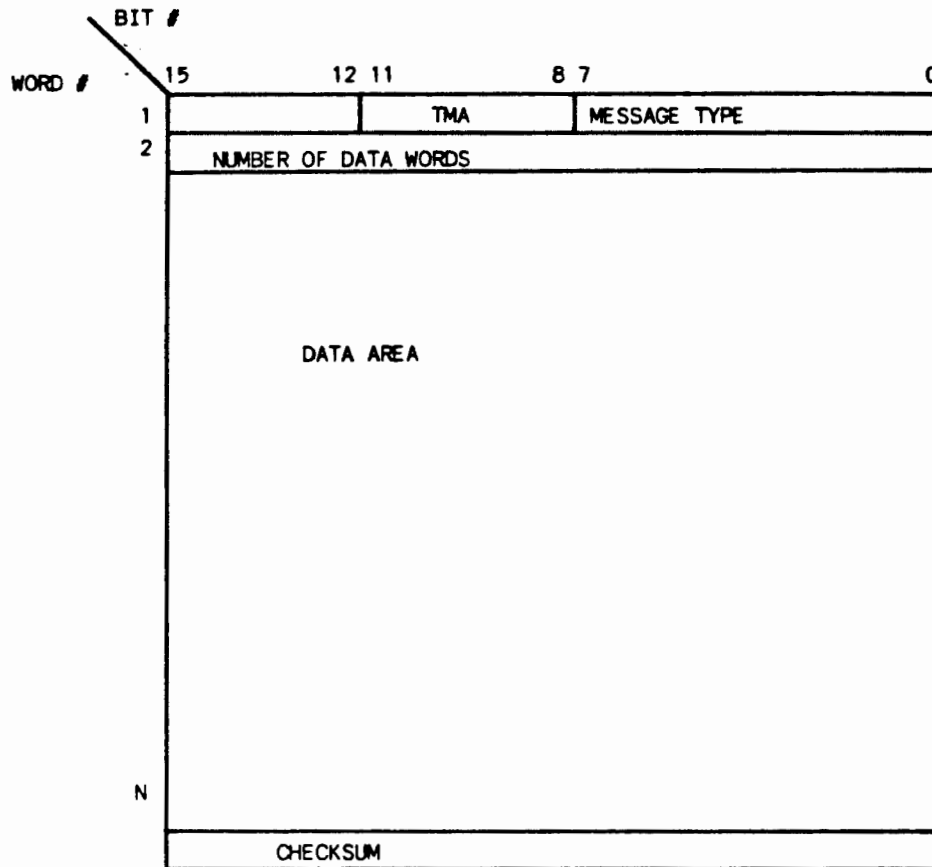 BIT #
WORD # 15 12 11 8 7 0
1 TMA MESSAGE TYPE
2 NUMBER OF DATA WORDS
DATA AREA
N
CHECKSUM